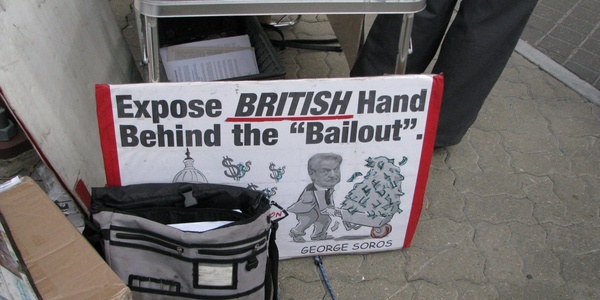 Expose BRITISH Hand
Behind the "Bailout".
$ $ $
GEORGE SOROS